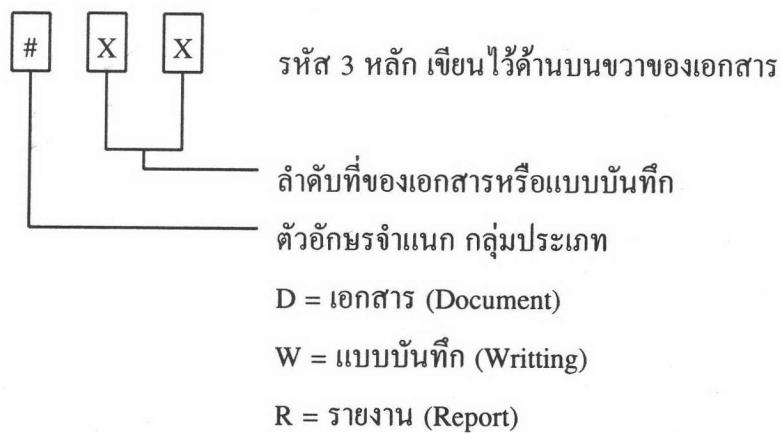 # X X
รหัส 3 หลัก เขียนไว้ด้านบนขวาของเอกสาร
ลำดับที่ของเอกสารหรือแบบบันทึก
ตัวอักษรจำแนก กลุ่มประเภท
D = เอกสาร (Document)
W = แบบบันทึก (Writting)
R = รายงาน (Report)